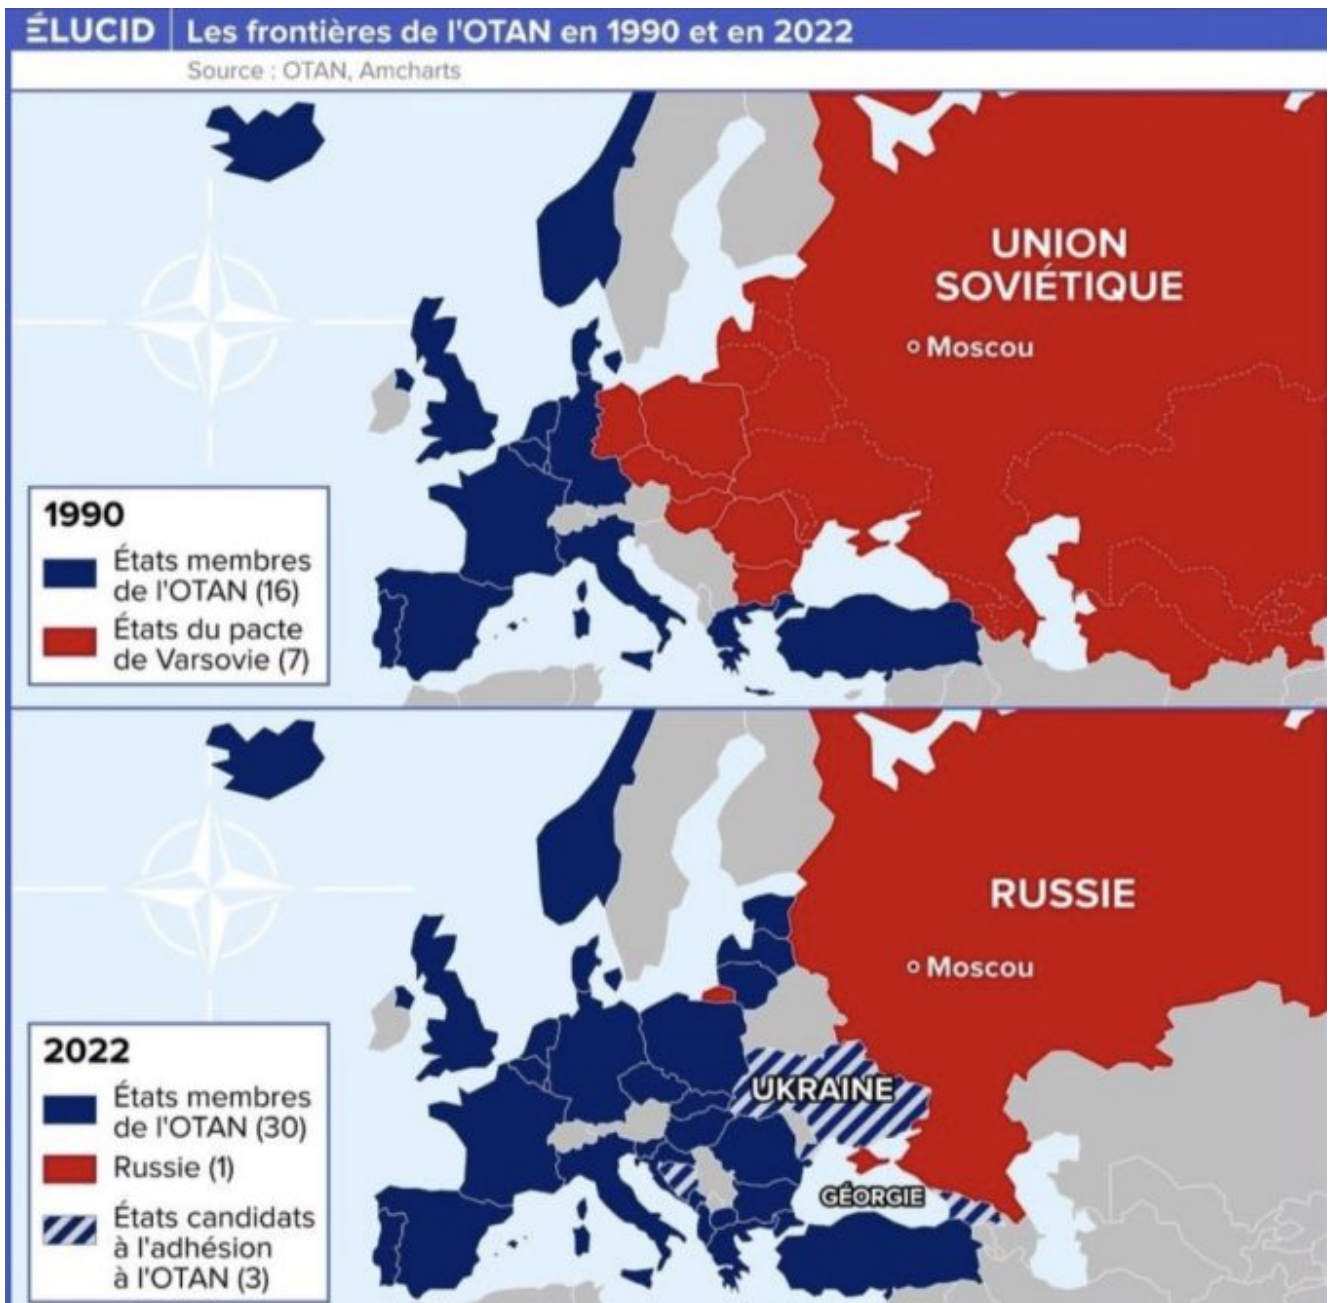 ÉLUCID
Les frontières de l'OTAN en 1990 et en 2022
Source : OTAN, Amcharts
UNION
SOVIÉTIQUE
Moscou
1990
États membres
de l'OTAN (16)
États du pacte
de Varsovie (7)
RUSSIE
Moscou
UKRAINE
GÉORGIE
2022
États membres
de l'OTAN (30)
Russie (1)
États candidats
à l'adhésion
à l'OTAN (3)